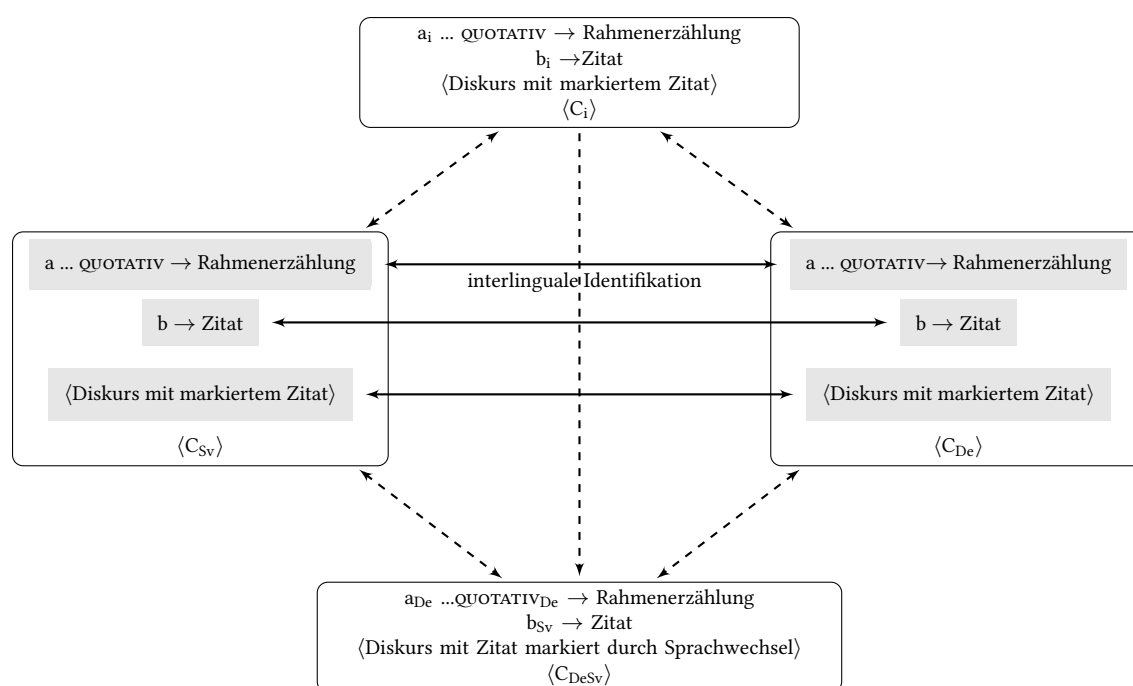 aᵢ ... QUOTATIV → Rahmenerzählung
bᵢ →Zitat
⟨Diskurs mit markiertem Zitat⟩
⟨Cᵢ⟩
a ... QUOTATIV → Rahmenerzählung
b → Zitat
⟨Diskurs mit markiertem Zitat⟩
⟨C_Sv⟩
interlinguale Identifikation
a ... QUOTATIV→ Rahmenerzählung
b → Zitat
⟨Diskurs mit markiertem Zitat⟩
⟨C_De⟩
a_De ...QUOTATIV_De → Rahmenerzählung
b_Sv → Zitat
⟨Diskurs mit Zitat markiert durch Sprachwechsel⟩
⟨C_DeSv⟩